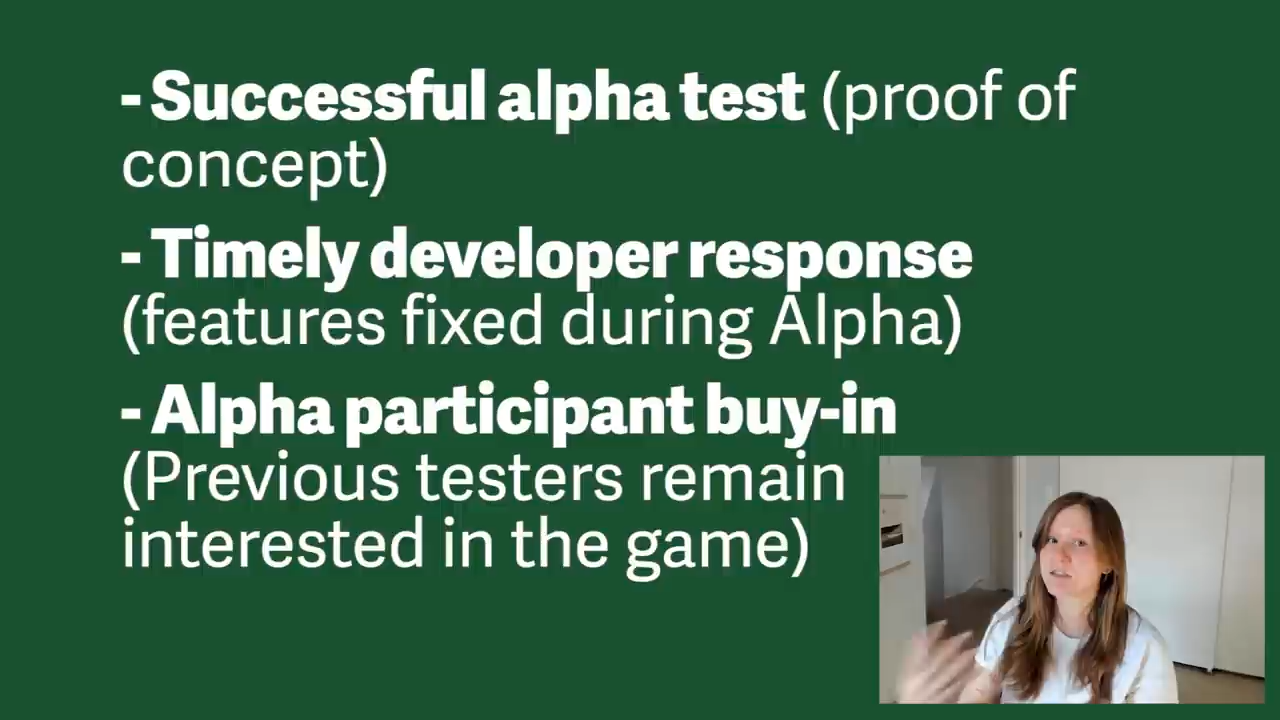 - Successful alpha test (proof of
concept)
- Timely developer response
(features fixed during Alpha)
- Alpha participant buy-in
(Previous testers remain
interested in the game)